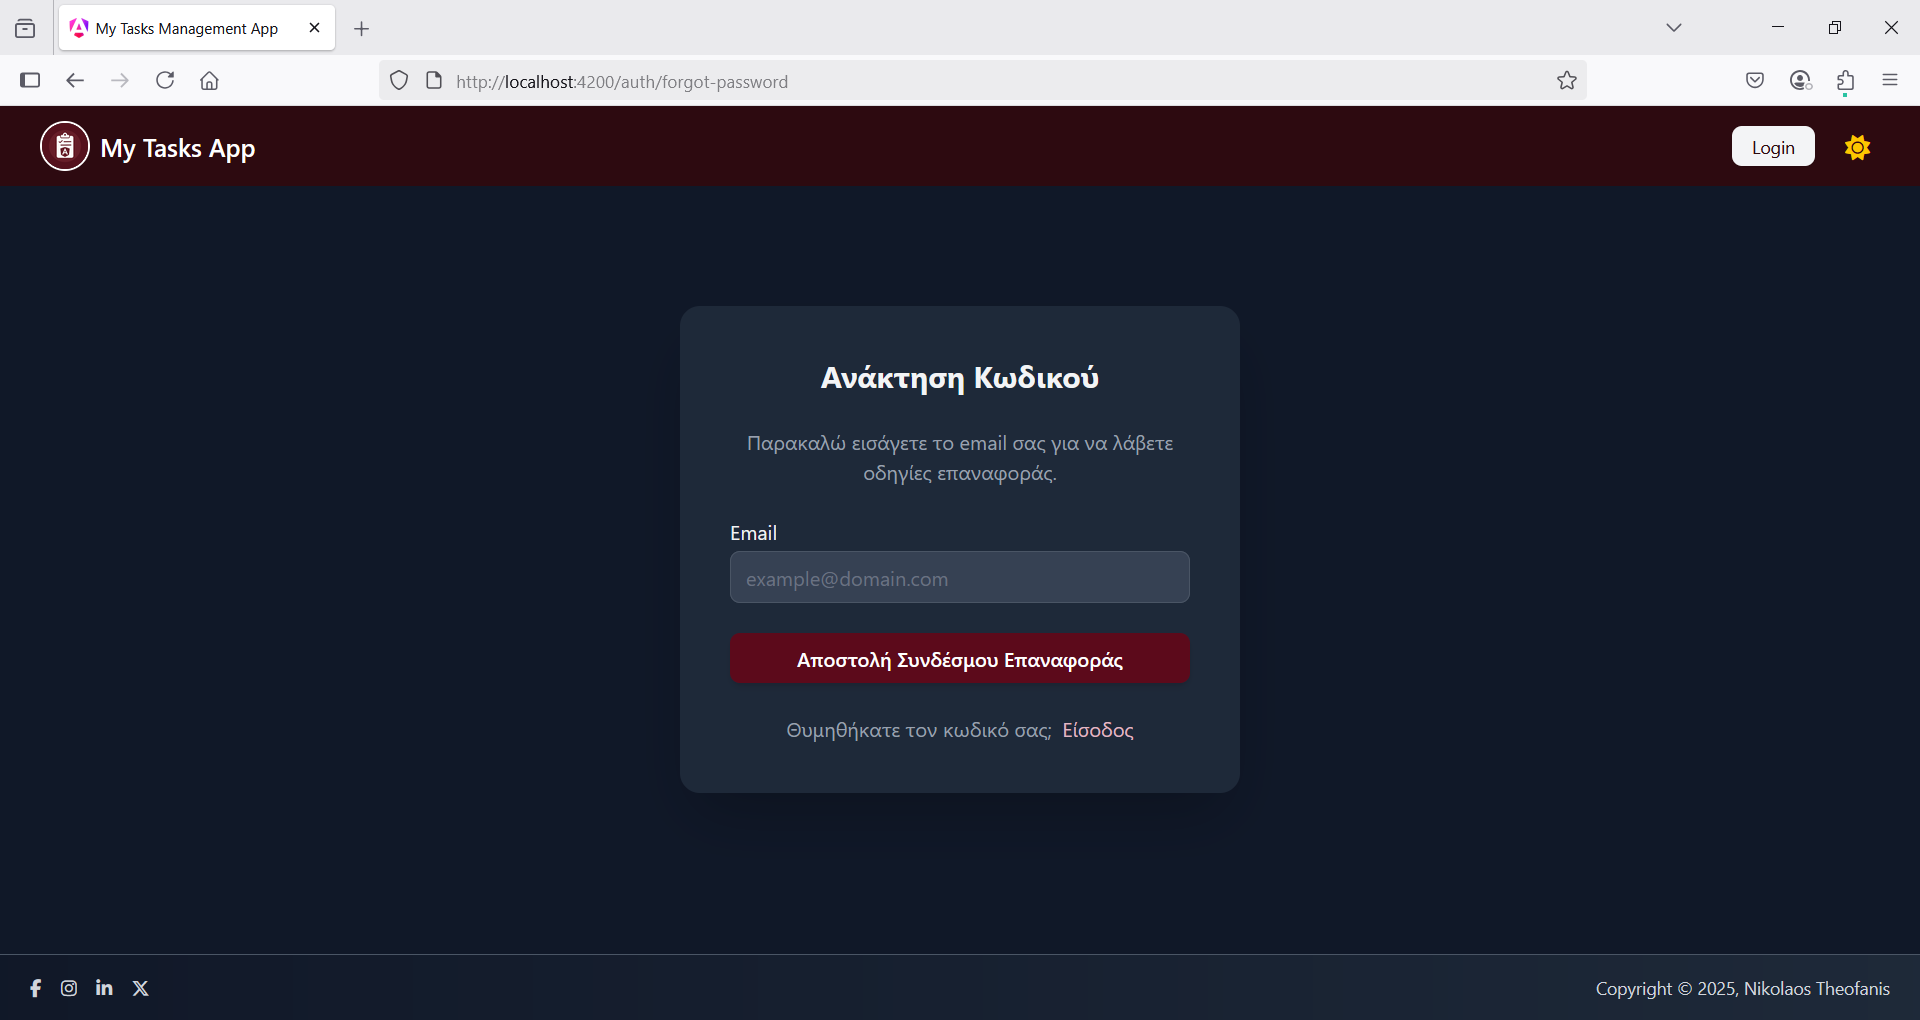 My Tasks Management App
http://localhost:4200/auth/forgot-password
My Tasks App
Login
Ανάκτηση Κωδικού
Παρακαλώ εισάγετε το email σας για να λάβετε
οδηγίες επαναφοράς.
Email
example@domain.com
Αποστολή Συνδέσμου Επαναφοράς
Θυμηθήκατε τον κωδικό σας; Είσοδος
Copyright © 2025, Nikolaos Theofanis